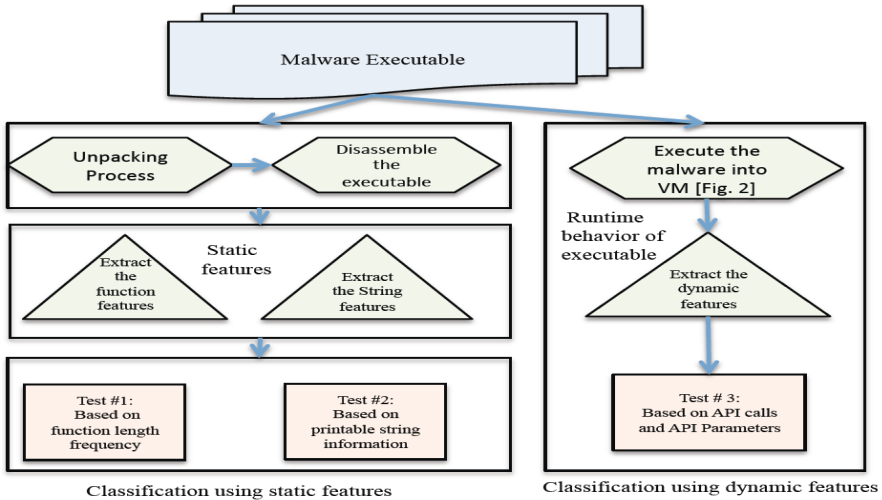 Malware Executable
Unpacking
Process
Disassemble
the
executable
Static
features
Extract
the
function
features
Extract
the String
features
Test #1:
Based on
function length
frequency
Test #2:
Based on
printable string
information
Classification using static features
Execute the
malware into
VM [Fig. 2]
Runtime
behavior of
executable
Extract the
dynamic
features
Test # 3:
Based on API calls
and API Parameters
Classification using dynamic features